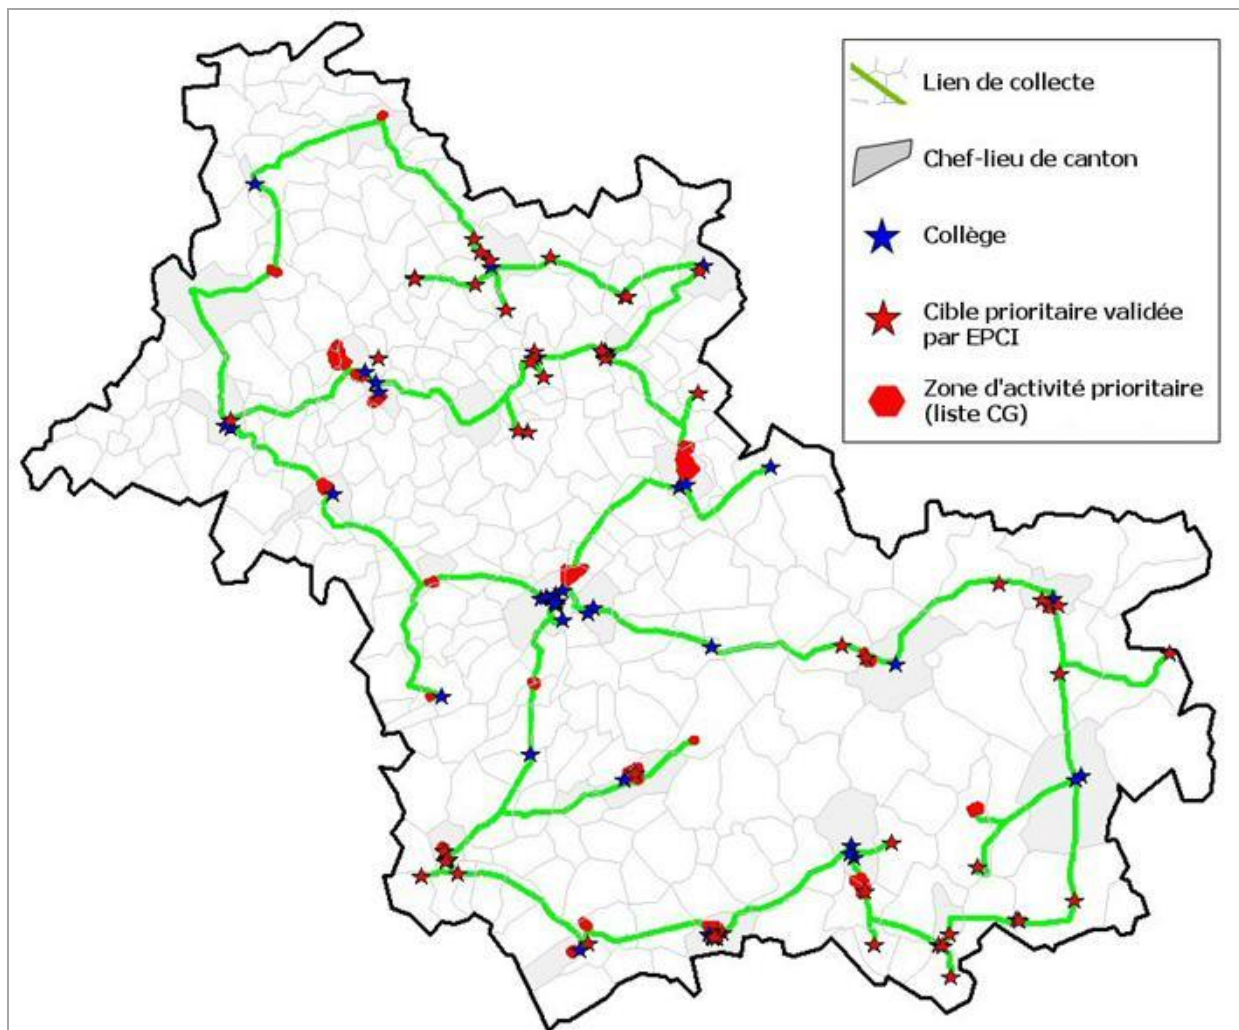 Lien de collecte
Chef-lieu de canton
Collège
Cible prioritaire validée
par EPCI
Zone d'activité prioritaire
(liste CG)